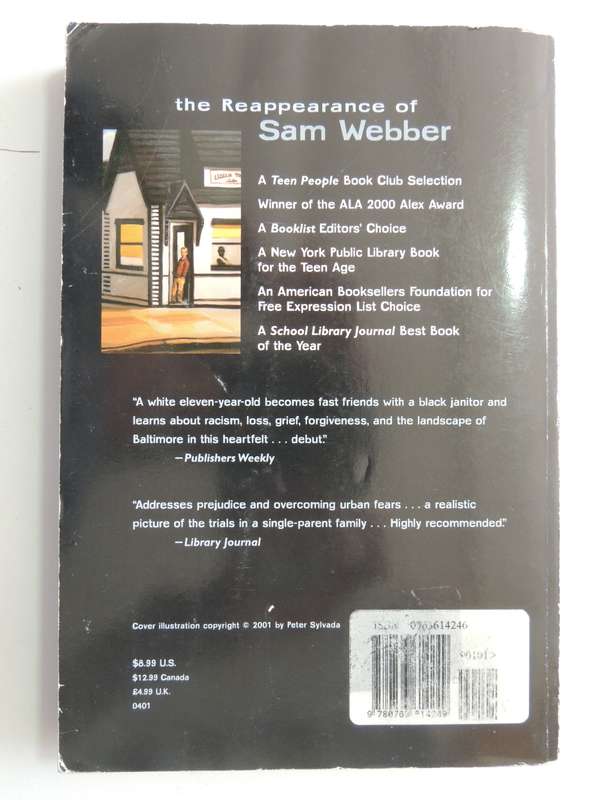 the Reappearance of
Sam Webber
A Teen People Book Club Selection
Winner of the ALA 2000 Alex Award
A Booklist Editors' Choice
A New York Public Library Book
for the Teen Age
An American Booksellers Foundation for
Free Expression List Choice
A School Library Journal Best Book
of the Year
"A white eleven-year-old becomes fast friends with a black janitor and
learns about racism, loss, grief, forgiveness, and the landscape of
Baltimore in this heartfelt . . . debut."
—Publishers Weekly
"Addresses prejudice and overcoming urban fears . . . a realistic
picture of the trials in a single-parent family . . . Highly recommended."
—Library Journal
Cover illustration copyright © 2001 by Peter Sylvada
$8.99 U.S.
$12.99 Canada
£4.99 U.K.
0401
ISBN